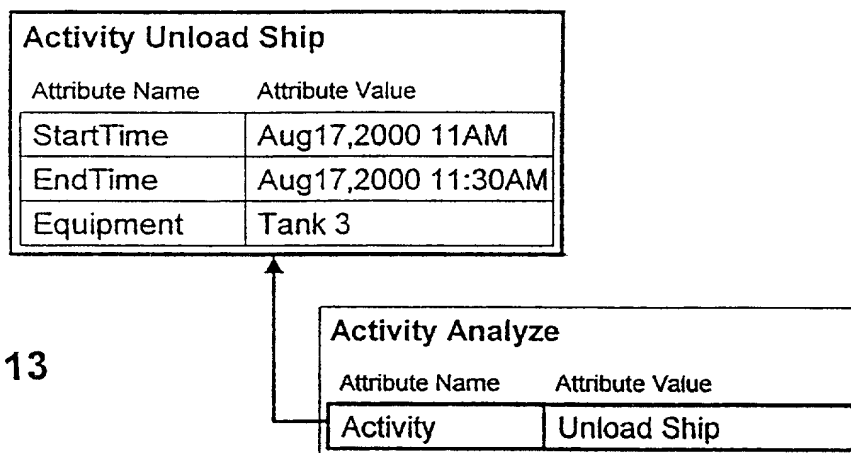 Activity Unload Ship
Attribute Name Attribute Value
StartTime Aug17,2000 11AM
EndTime Aug17,2000 11:30AM
Equipment Tank 3
Activity Analyze
13
Attribute Name Attribute Value
Activity Unload Ship